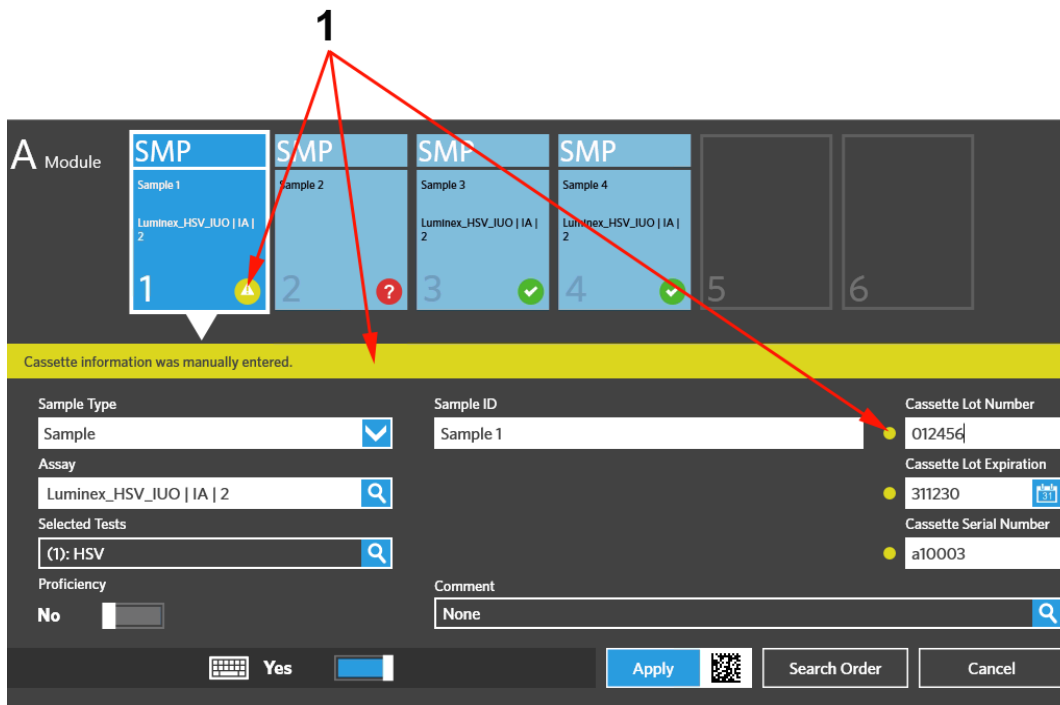 1
A Module
SMP
Sample 1
Luminex_HSV_IUO | IA |
2
1
SMP
Sample 2
2
?
SMP
Sample 3
Luminex_HSV_IUO | IA |
2
3
SMP
Sample 4
Luminex_HSV_IUO | IA |
2
4
5
6
Cassette information was manually entered.
Sample Type
Sample
Assay
Luminex_HSV_IUO | IA | 2
Selected Tests
(1): HSV
Proficiency
No
Sample ID
Sample 1
Comment
None
Cassette Lot Number
012456
Cassette Lot Expiration
311230
31
Cassette Serial Number
a10003
Yes
Apply
Search Order
Cancel